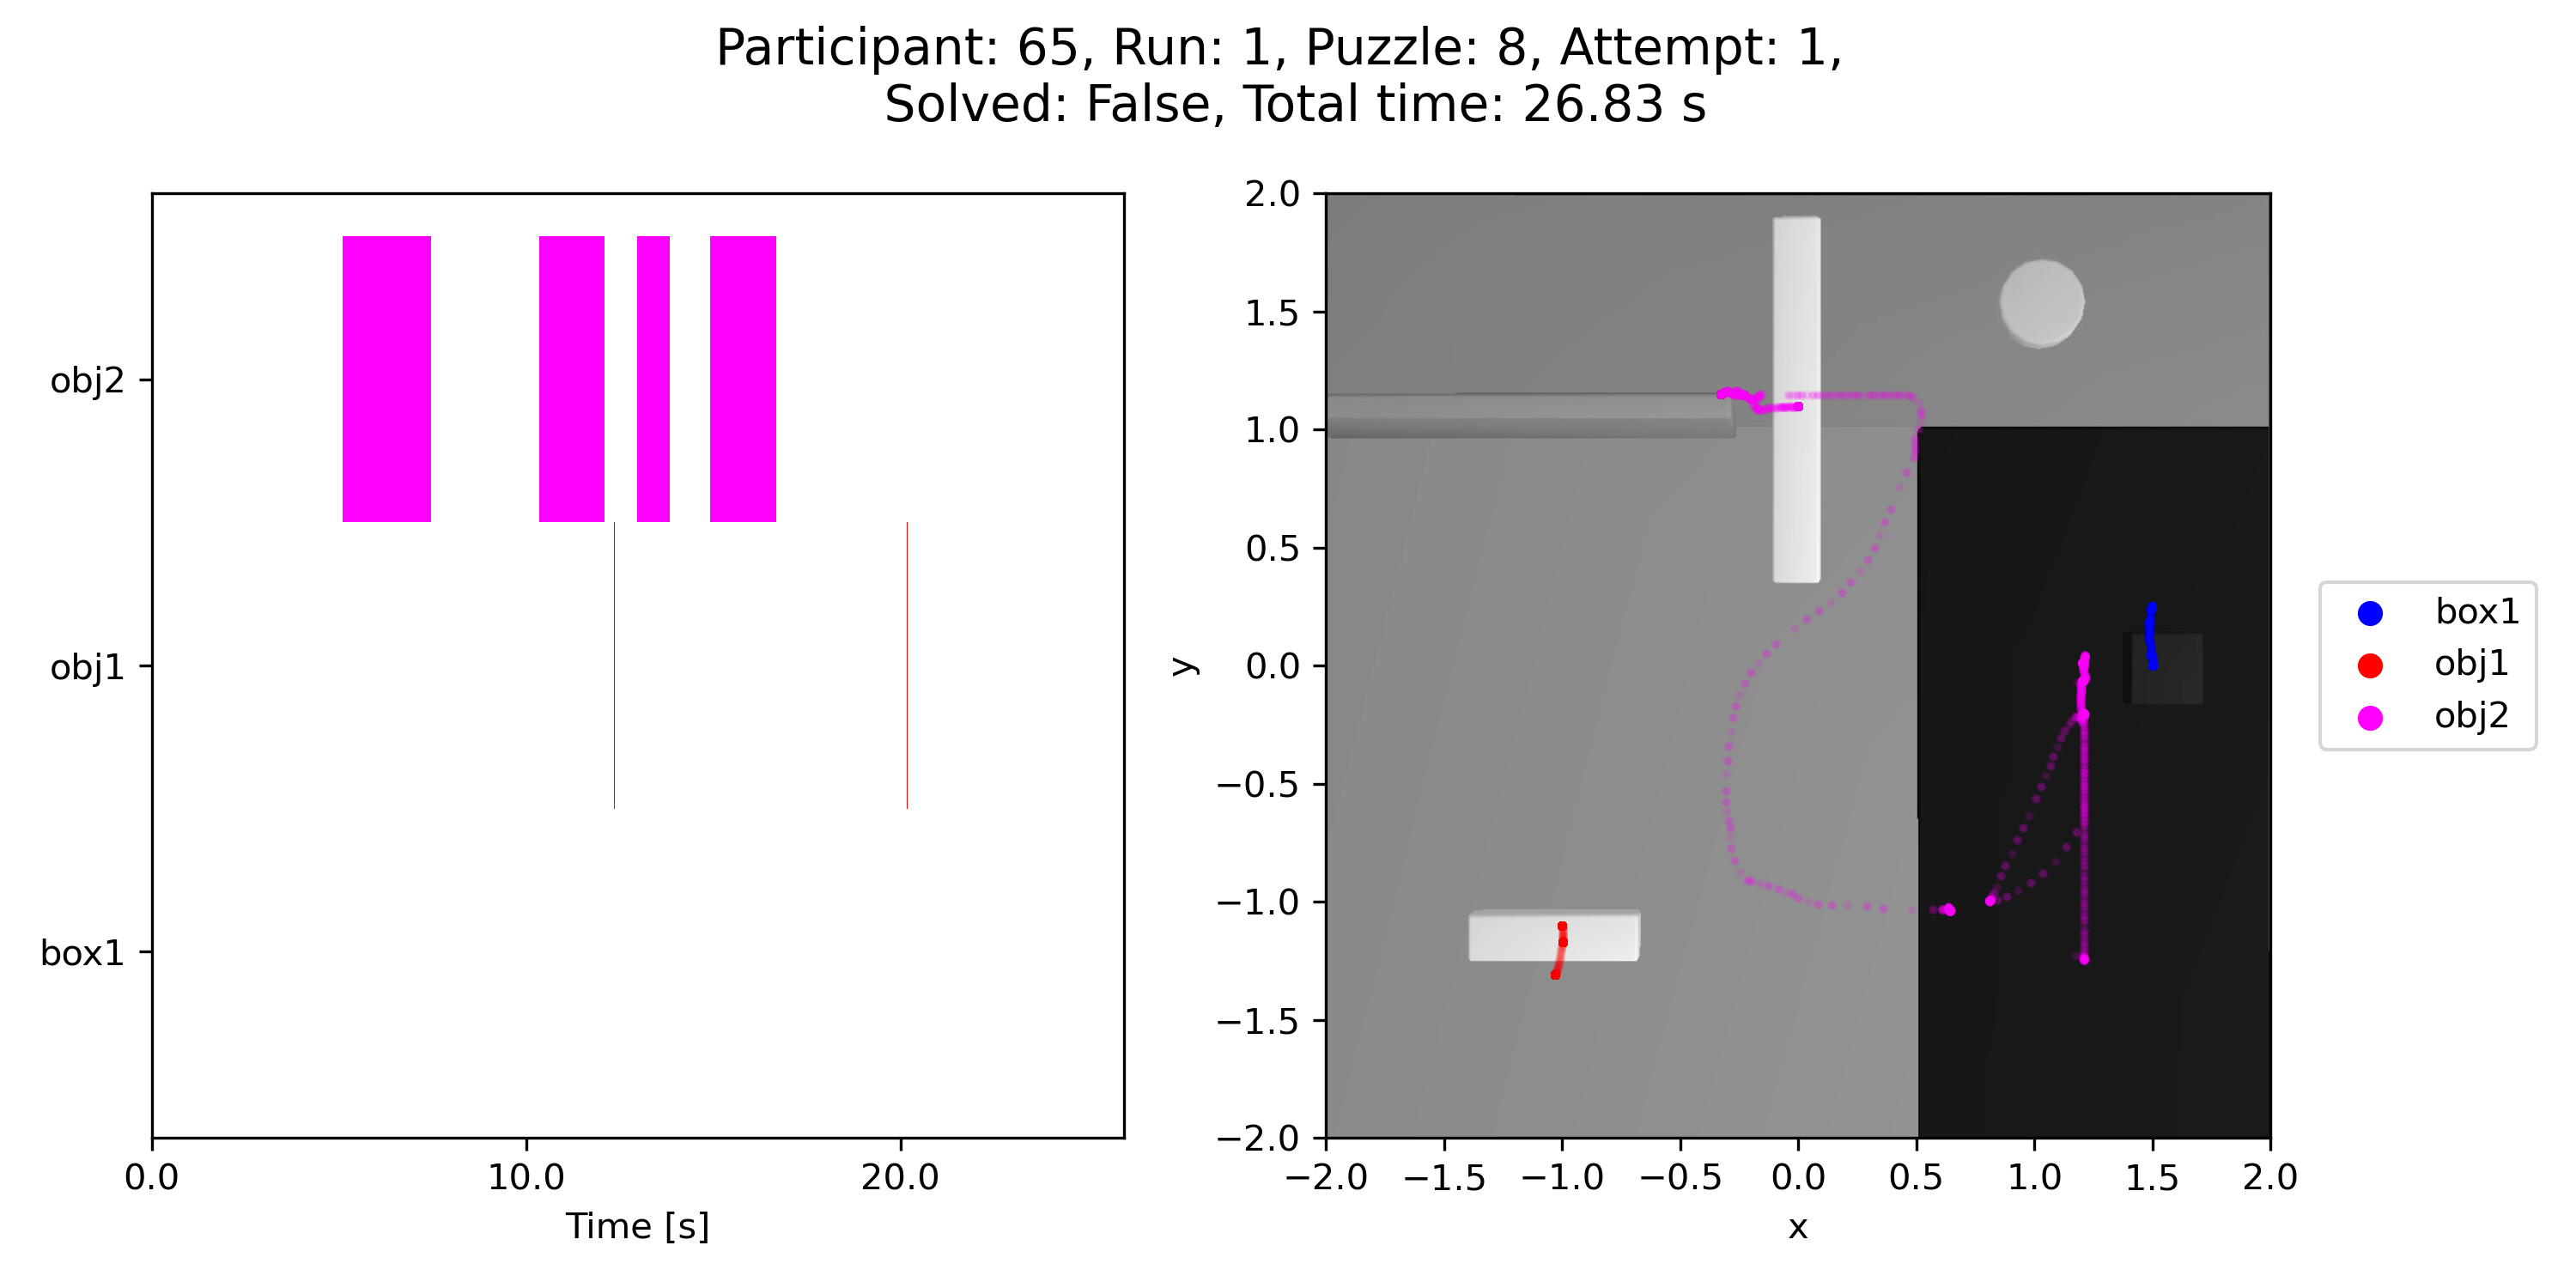 Participant: 65, Run: 1, Puzzle: 8, Attempt: 1,
Solved: False, Total time: 26.83 s
obj2
obj1
box1
0.0 10.0 20.0
Time [s]
y
2.0
1.5
1.0
0.5
0.0
−0.5
−1.0
−1.5
−2.0
−2.0 −1.5 −1.0 −0.5 0.0 0.5 1.0 1.5 2.0
x
box1
obj1
obj2